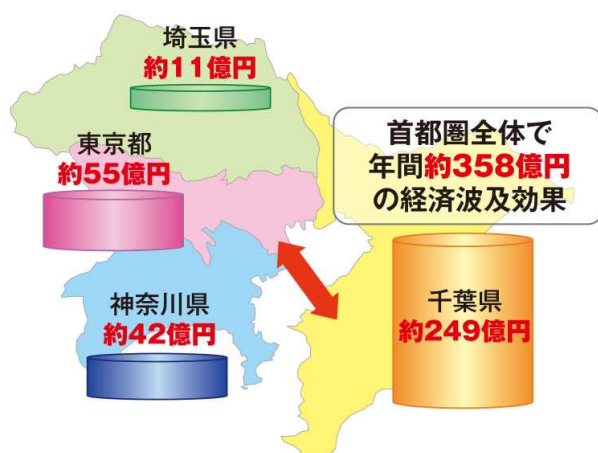 埼玉県
約11億円
東京都
約55億円
首都圏全体で
年間約358億円
の経済波及効果
神奈川県
約42億円
千葉県
約249億円